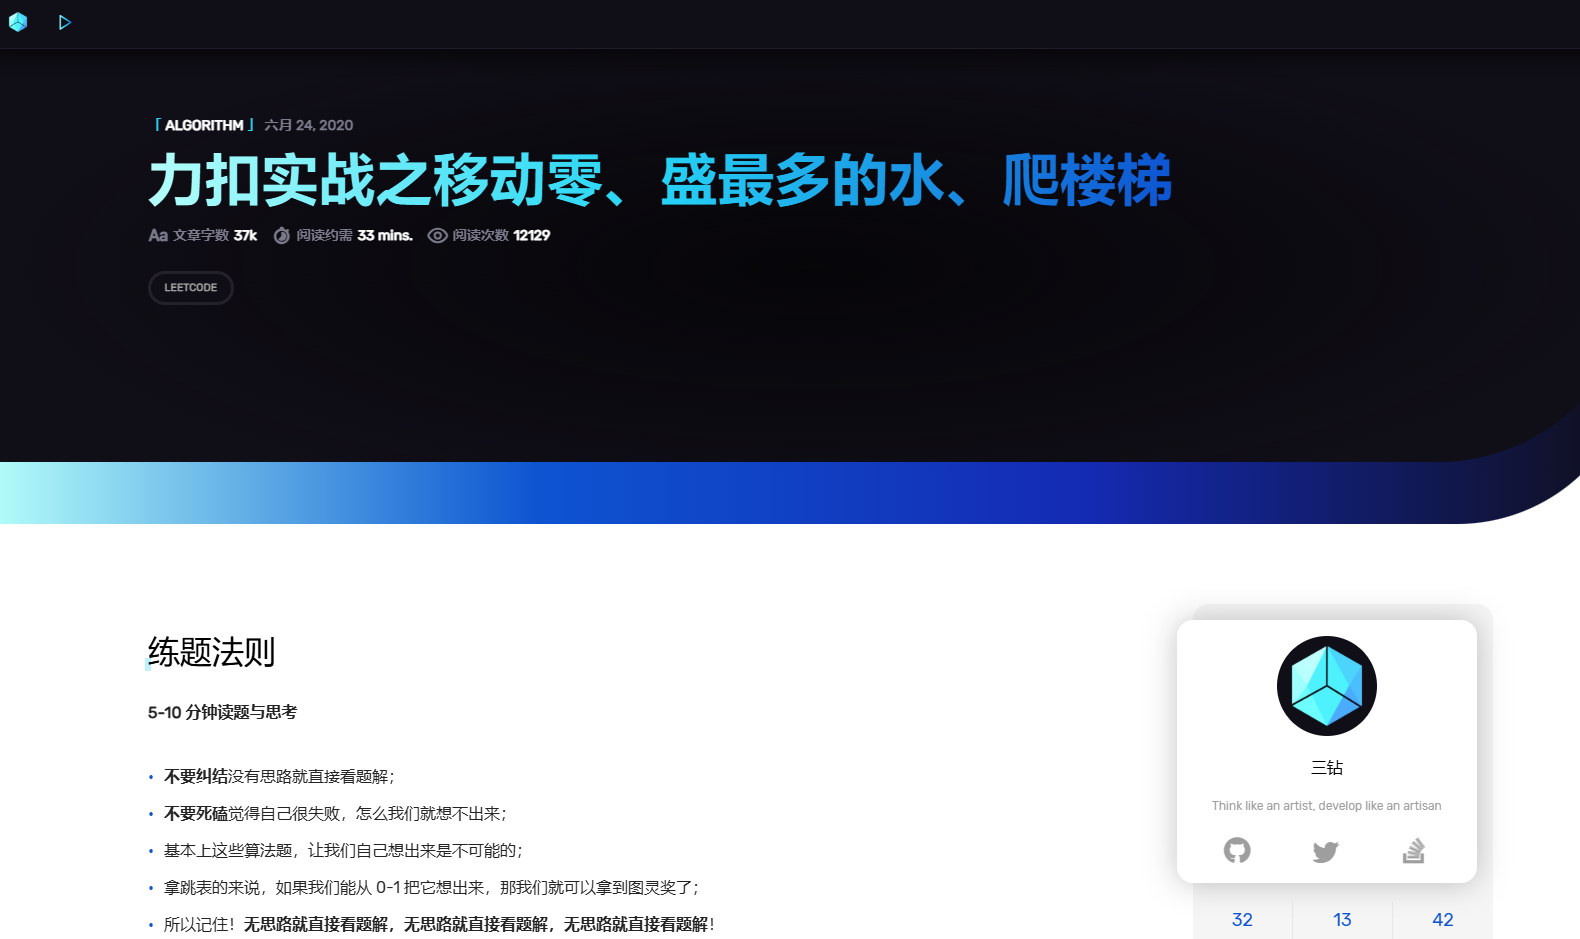 「 ALGORITHM 」 六月 24, 2020
力扣实战之移动零、盛最多的水、爬楼梯
Aa 文章字数 37k 阅读约需 33 mins. 阅读次数 12129
LEETCODE
练题法则
5-10 分钟读题与思考
• 不要纠结没有思路就直接看题解；
• 不要死磕觉得自己很失败，怎么我们就想不出来；
• 基本上这些算法题，让我们自己想出来是不可能的；
• 拿跳表的来说，如果我们能从 0-1 把它想出来，那我们就可以拿到图灵奖了；
• 所以记住！无思路就直接看题解，无思路就直接看题解，无思路就直接看题解！
三钻
Think like an artist, develop like an artisan
32 13 42